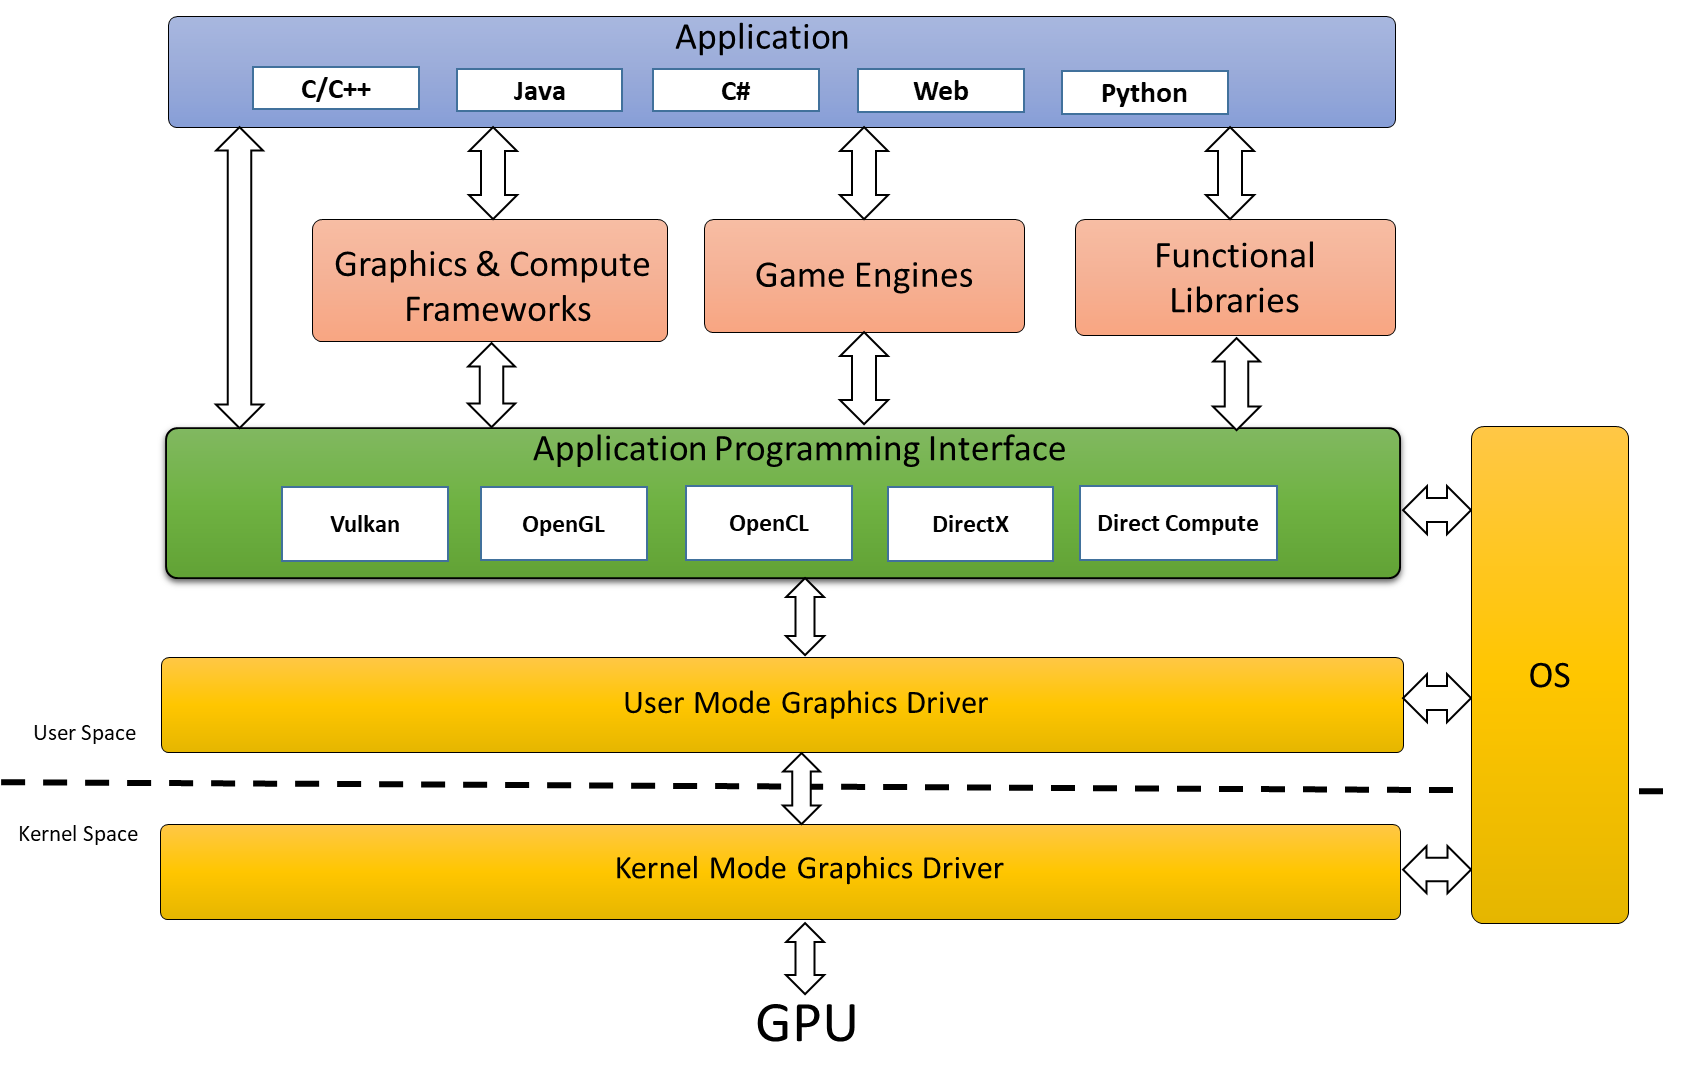 Application
C/C++
Java
C#
Web
Python
Graphics & Compute
Frameworks
Game Engines
Functional
Libraries
Application Programming Interface
Vulkan
OpenGL
OpenCL
DirectX
Direct Compute
OS
User Mode Graphics Driver
User Space
Kernel Space
Kernel Mode Graphics Driver
GPU